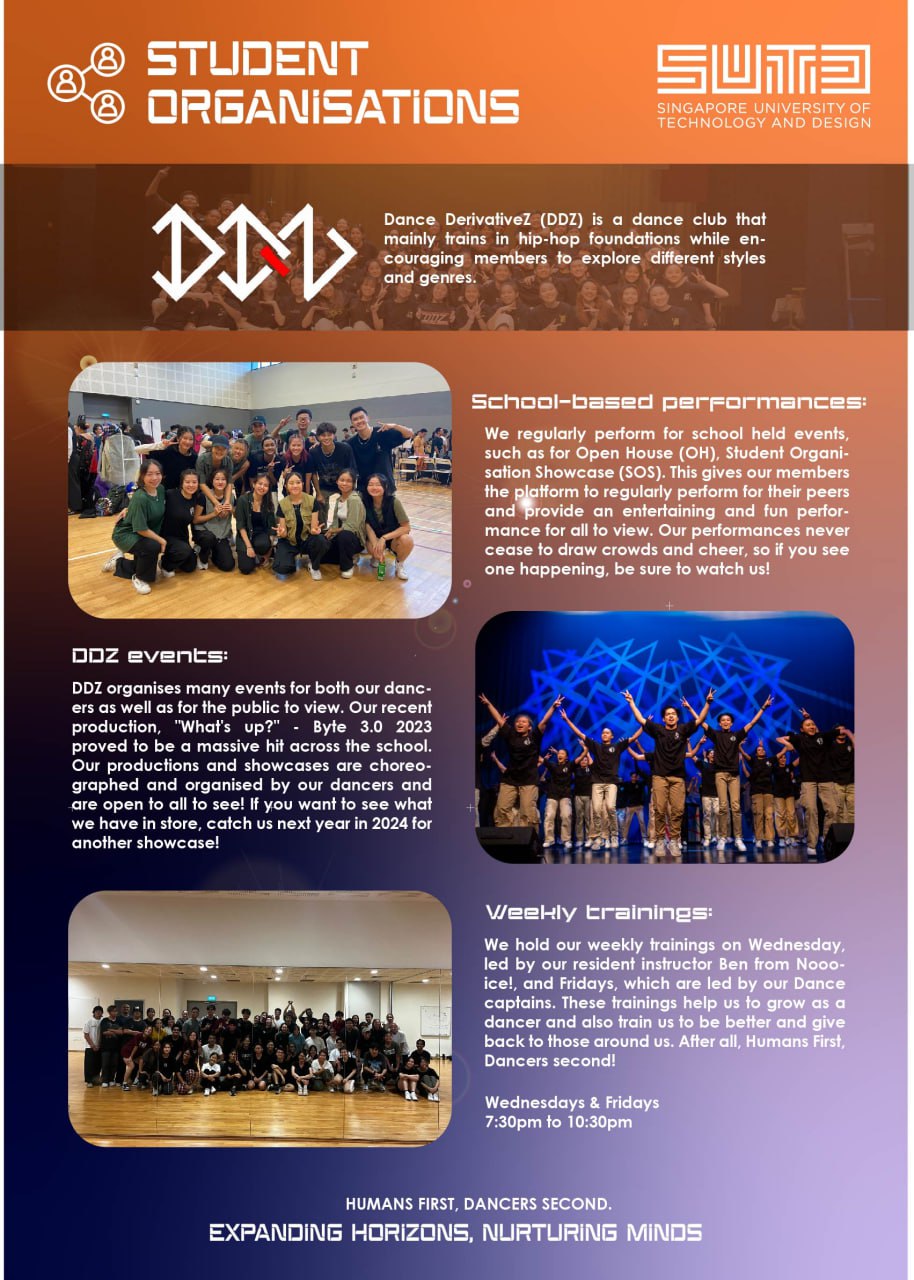 STUDENT
ORGANISATIONS
SUTD
SINGAPORE UNIVERSITY OF
TECHNOLOGY AND DESIGN
DDZ
Dance DerivativeZ (DDZ) is a dance club that
mainly trains in hip-hop foundations while en-
couraging members to explore different styles
and genres.
School-based performances:
We regularly perform for school held events,
such as for Open House (OH), Student Organi-
sation Showcase (SOS). This gives our members
the platform to regularly perform for their peers
and provide an entertaining and fun perfor-
mance for all to view. Our performances never
cease to draw crowds and cheer, so if you see
one happening, be sure to watch us!
DDZ events:
DDZ organises many events for both our danc-
ers as well as for the public to view. Our recent
production, "What's up?" - Byte 3.0 2023
proved to be a massive hit across the school.
Our productions and showcases are choreo-
graphed and organised by our dancers and
are open to all to see! If you want to see what
we have in store, catch us next year in 2024 for
another showcase!
Weekly trainings:
We hold our weekly trainings on Wednesday,
led by our resident instructor Ben from Nooo-
ice!, and Fridays, which are led by our Dance
captains. These trainings help us to grow as a
dancer and also train us to be better and give
back to those around us. After all, Humans First,
Dancers second!
Wednesdays & Fridays
7:30pm to 10:30pm
HUMANS FIRST, DANCERS SECOND.
EXPANDING HORIZONS, NURTURING MINDS